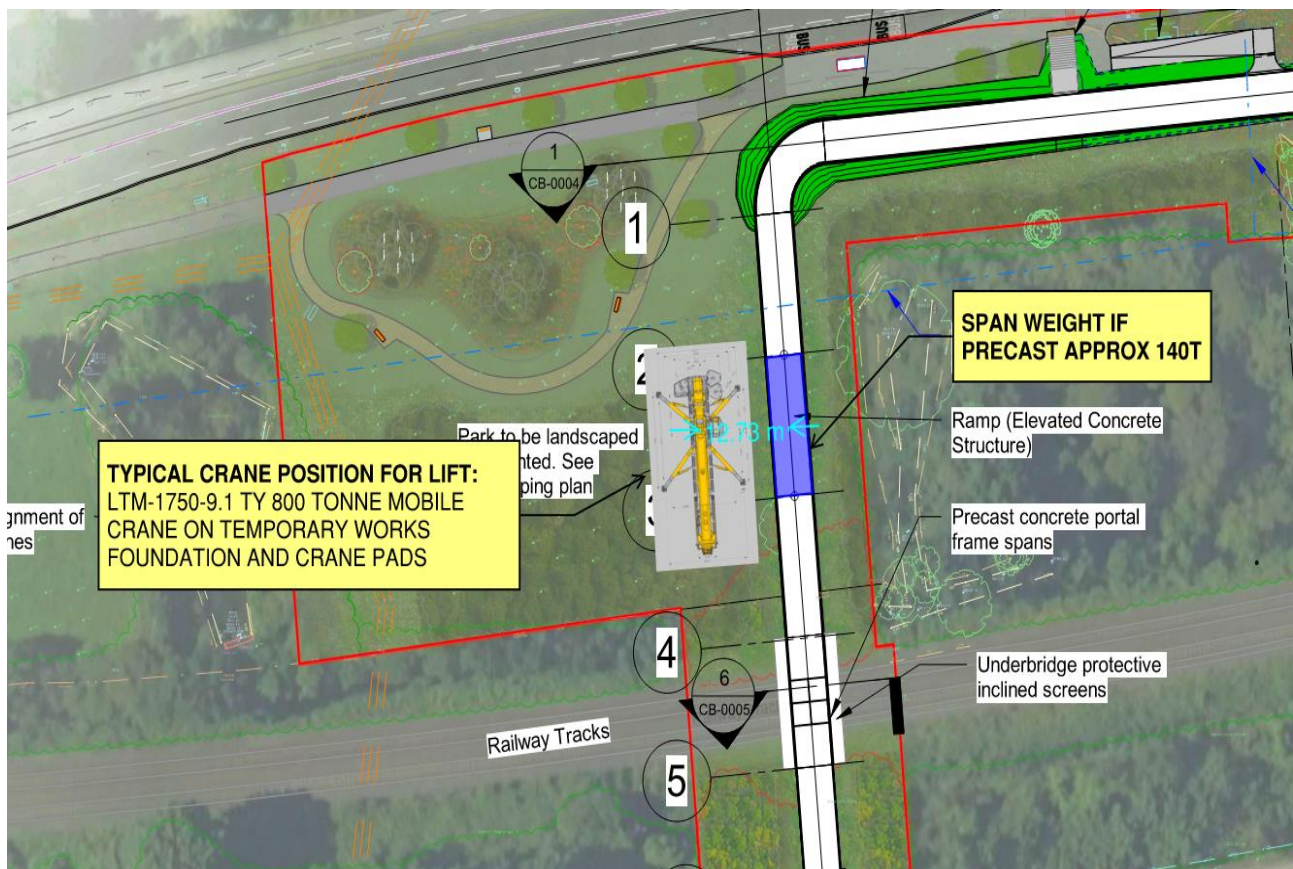 BUS
BUS
1
CB-0004
1
SPAN WEIGHT IF
PRECAST APPROX 140T
2
12.73 m
Ramp (Elevated Concrete
Structure)
Park to be landscaped
nted. See
ping plan
TYPICAL CRANE POSITION FOR LIFT:
LTM-1750-9.1 TY 800 TONNE MOBILE
CRANE ON TEMPORARY WORKS
FOUNDATION AND CRANE PADS
gnment of
nes
3
Precast concrete portal
frame spans
4
6
CB-0005
Underbridge protective
inclined screens
Railway Tracks
5